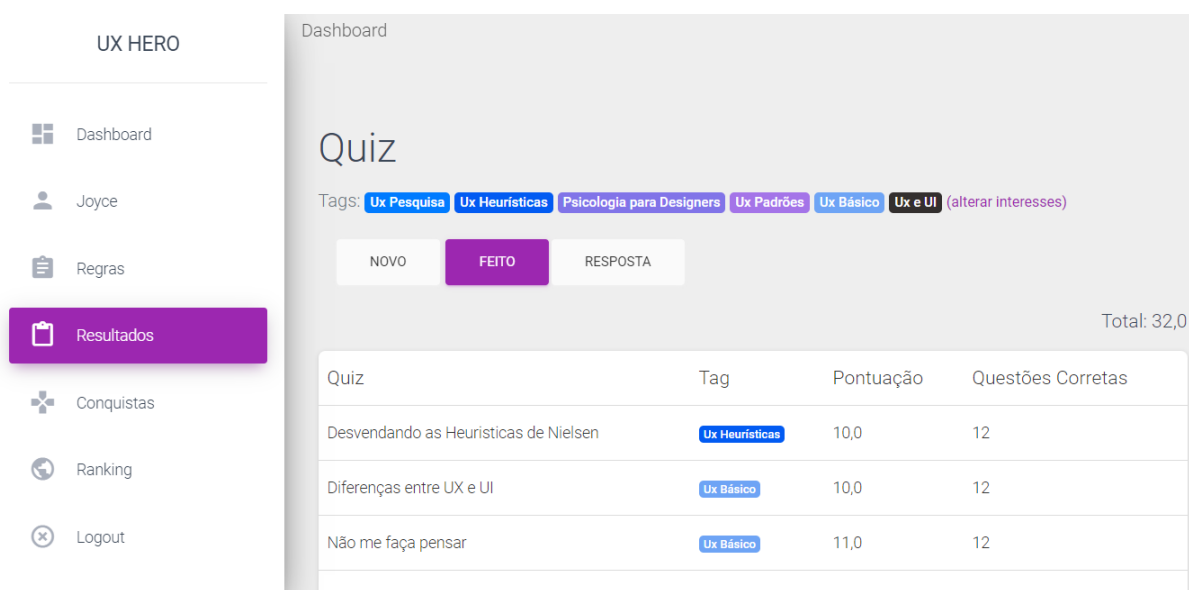 UX HERO
Dashboard
Joyce
Regras
Resultados
Conquistas
Ranking
Logout
Dashboard
Quiz
Tags: Ux Pesquisa Ux Heurísticas Psicologia para Designers Ux Padrões Ux Básico Ux e UI (alterar interesses)
NOVO FEITO RESPOSTA
Total: 32,0
Quiz Tag Pontuação Questões Corretas
Desvendando as Heuristicas de Nielsen Ux Heurísticas 10,0 12
Diferenças entre UX e UI Ux Básico 10,0 12
Não me faça pensar Ux Básico 11,0 12